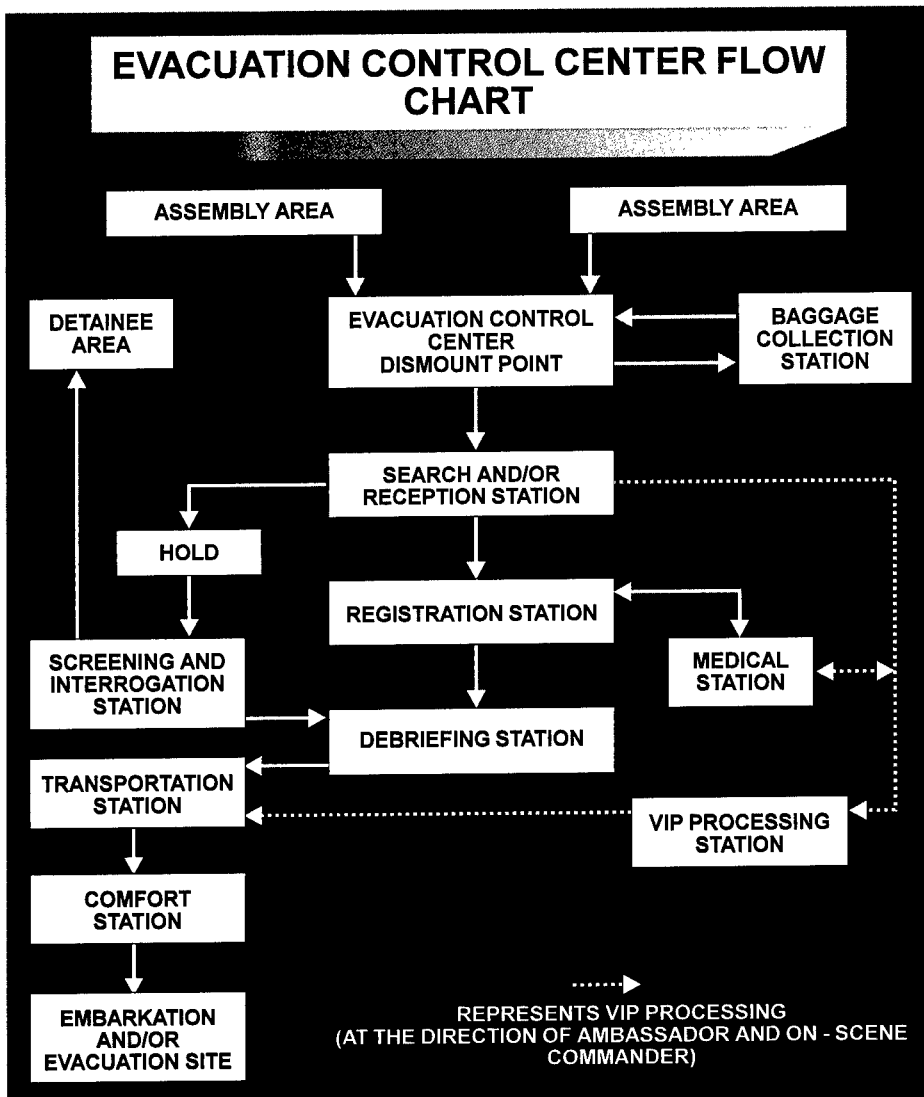 EVACUATION CONTROL CENTER FLOW
CHART
ASSEMBLY AREA
ASSEMBLY AREA
DETAINEE
AREA
EVACUATION CONTROL
CENTER
DISMOUNT POINT
BAGGAGE
COLLECTION
STATION
SEARCH AND/OR
RECEPTION STATION
HOLD
REGISTRATION STATION
SCREENING AND
INTERROGATION
STATION
MEDICAL
STATION
DEBRIEFING STATION
TRANSPORTATION
STATION
VIP PROCESSING
STATION
COMFORT
STATION
EMBARKATION
AND/OR
EVACUATION SITE
REPRESENTS VIP PROCESSING
(AT THE DIRECTION OF AMBASSADOR AND ON - SCENE
COMMANDER)